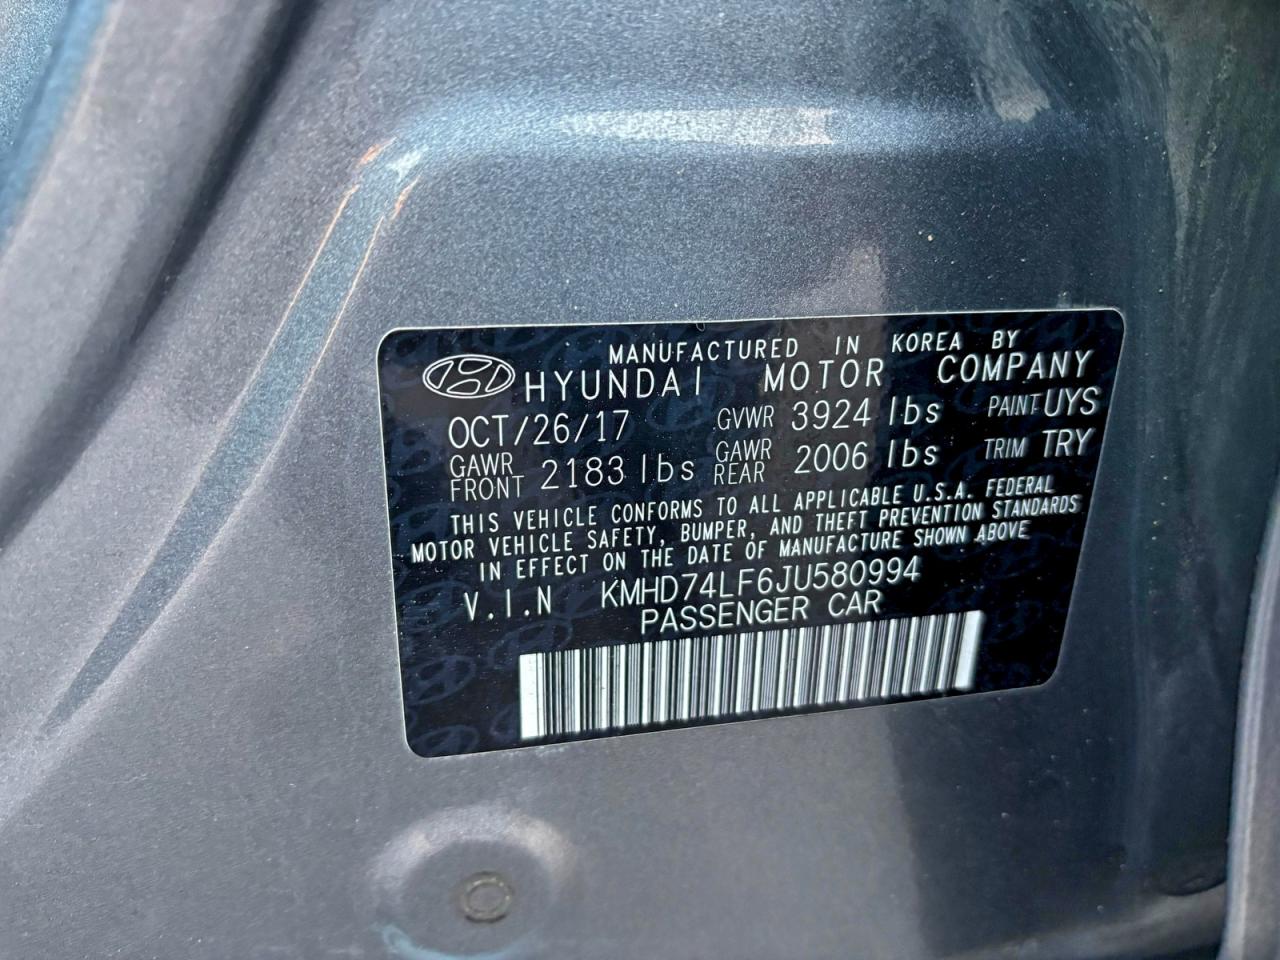 MANUFACTURED IN KOREA BY
HYUNDAI MOTOR COMPANY
OCT/26/17 GVWR 3924 lbs PAINT UYS
GAWR FRONT 2183 lbs GAWR REAR 2006 lbs TRIM TRY
THIS VEHICLE CONFORMS TO ALL APPLICABLE U.S.A. FEDERAL
MOTOR VEHICLE SAFETY, BUMPER, AND THEFT PREVENTION STANDARDS
IN EFFECT ON THE DATE OF MANUFACTURE SHOWN ABOVE
V.I.N KMHD74LF6JU580994
PASSENGER CAR